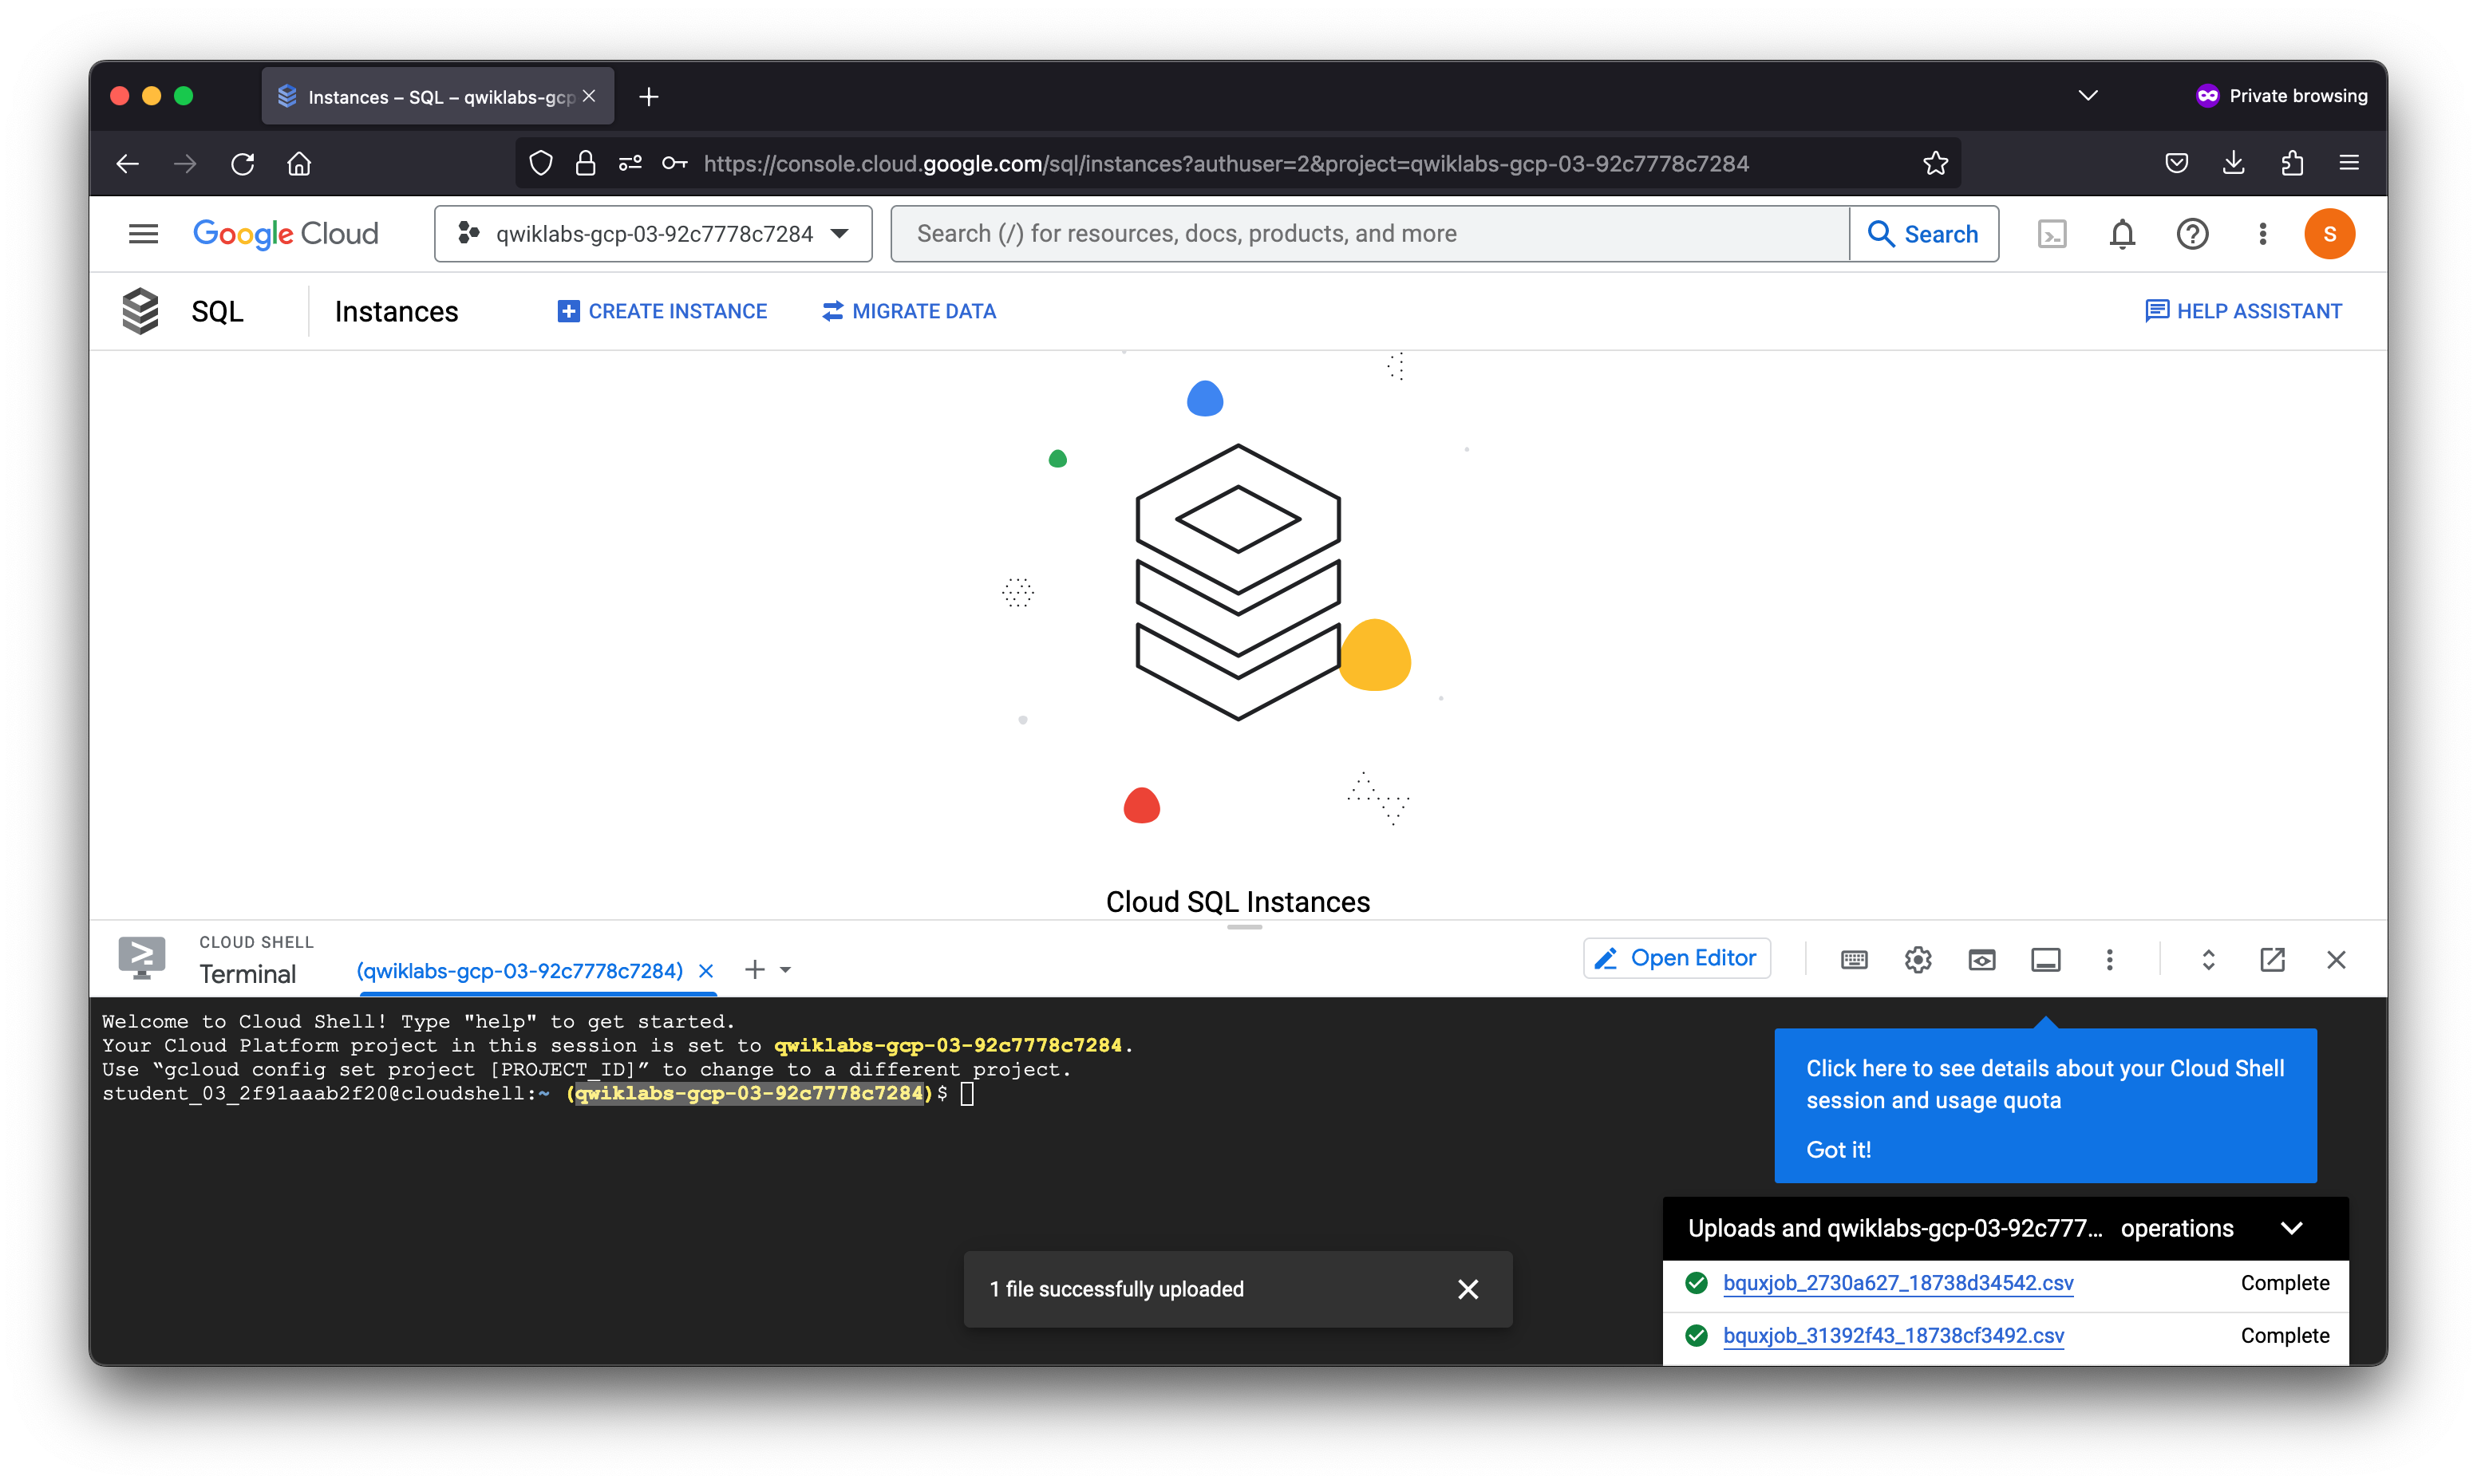 Instances – SQL – qwiklabs-gcp
Private browsing
https://console.cloud.google.com/sql/instances?authuser=2&project=qwiklabs-gcp-03-92c7778c7284
Google Cloud
qwiklabs-gcp-03-92c7778c7284
Search (/) for resources, docs, products, and more
Search
S
SQL
Instances
CREATE INSTANCE
MIGRATE DATA
HELP ASSISTANT
Cloud SQL Instances
CLOUD SHELL
Terminal
(qwiklabs-gcp-03-92c7778c7284)
Open Editor
Welcome to Cloud Shell! Type "help" to get started.
Your Cloud Platform project in this session is set to qwiklabs-gcp-03-92c7778c7284.
Use “gcloud config set project [PROJECT_ID]” to change to a different project.
student_03_2f91aaab2f20@cloudshell:~ (qwiklabs-gcp-03-92c7778c7284)$
Click here to see details about your Cloud Shell
session and usage quota
Got it!
Uploads and qwiklabs-gcp-03-92c777... operations
1 file successfully uploaded
bquxjob_2730a627_18738d34542.csv Complete
bquxjob_31392f43_18738cf3492.csv Complete